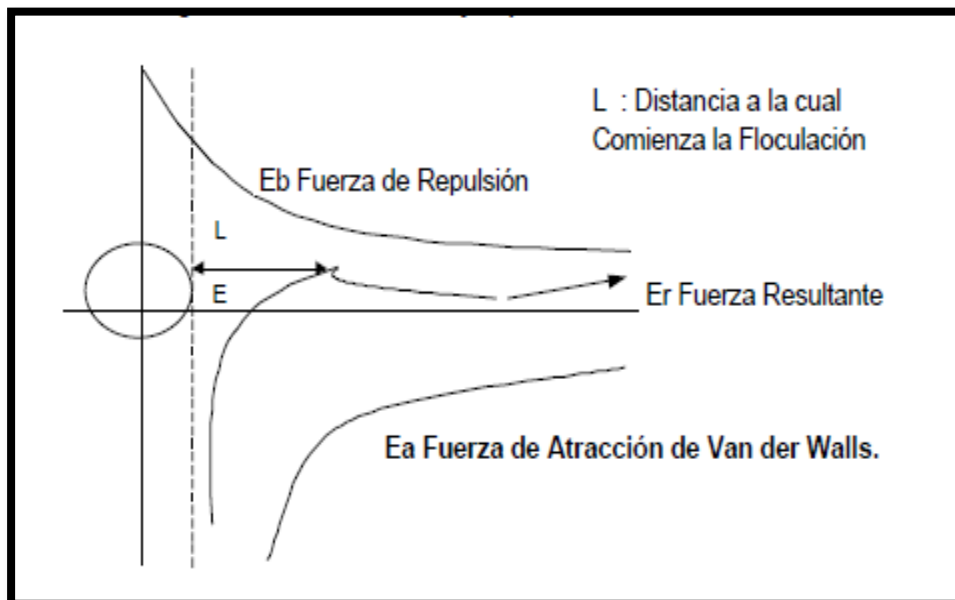 L : Distancia a la cual
Comienza la Floculación
Eb Fuerza de Repulsión
L
E
Er Fuerza Resultante
Ea Fuerza de Atracción de Van der Walls.